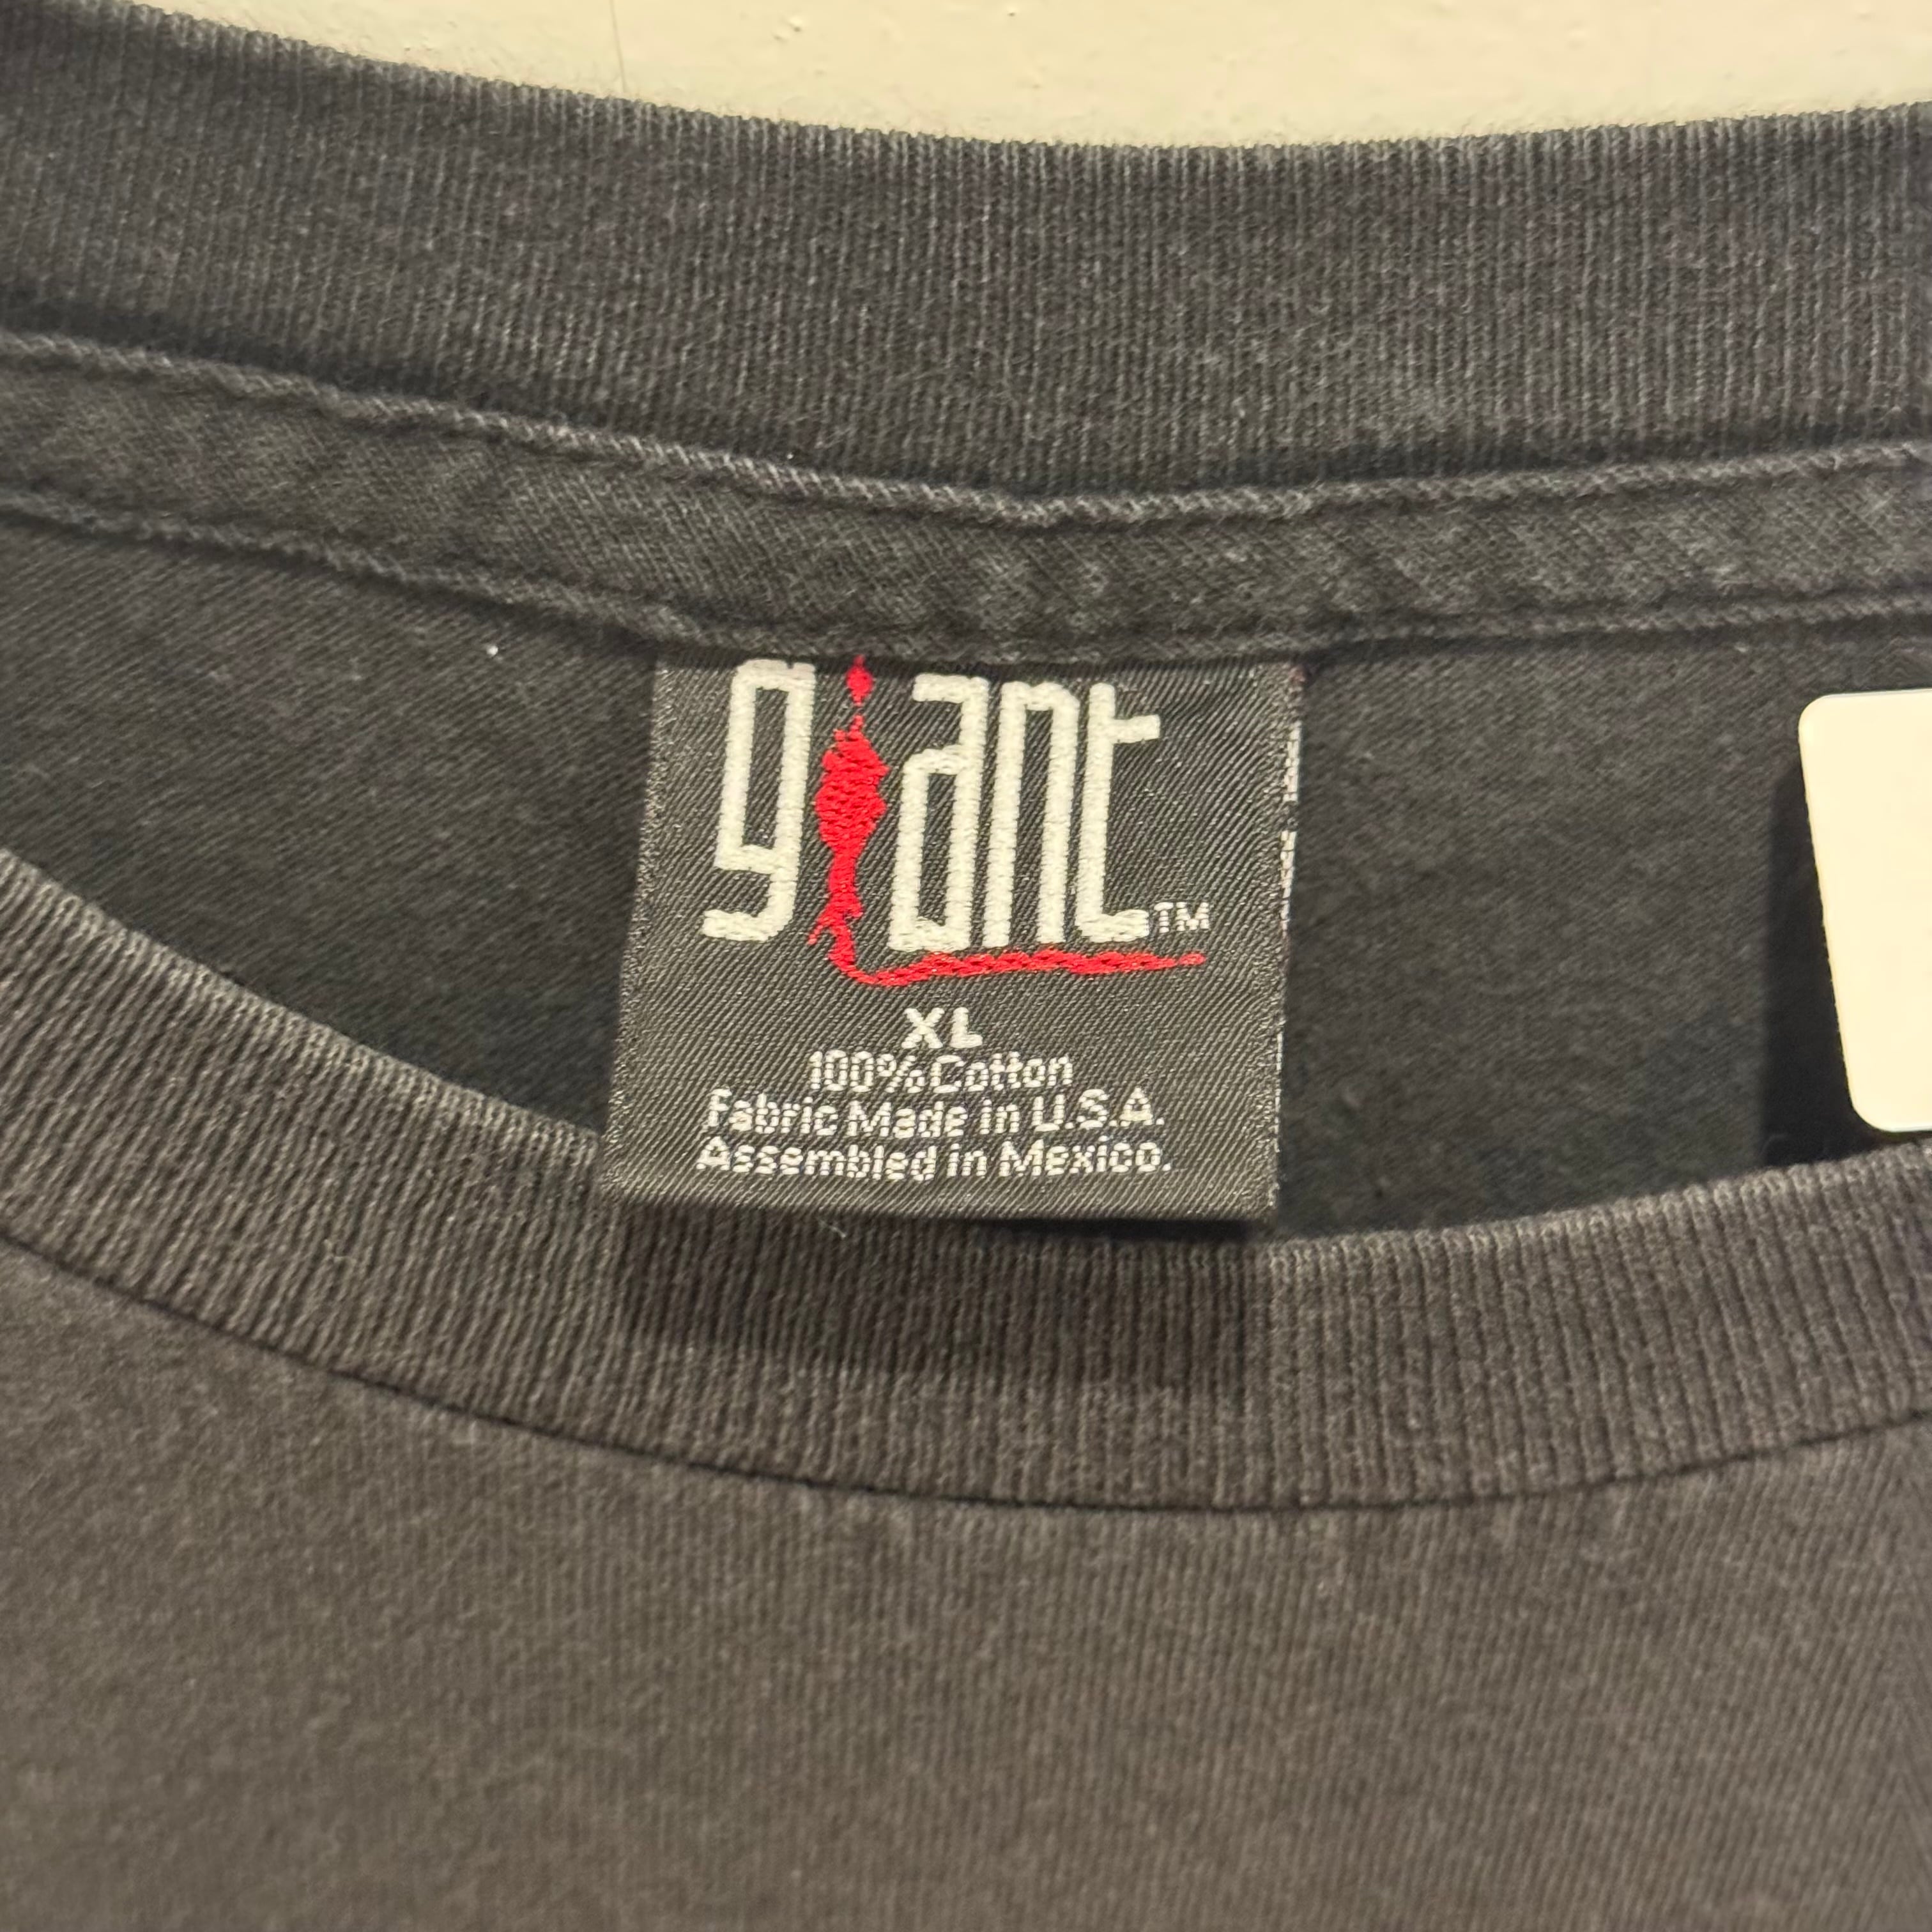 giant™
XL
100% Cotton
Fabric Made in U.S.A.
Assembled in Mexico.